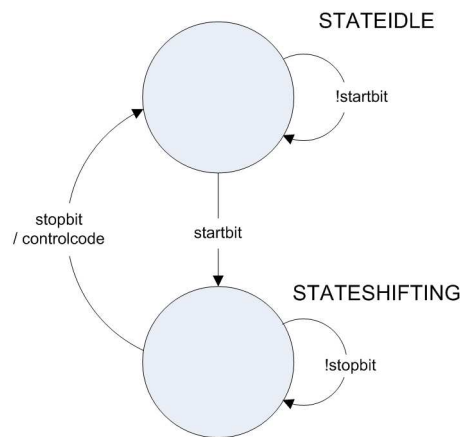 STATEIDLE
!startbit
stopbit
/ controlcode
startbit
STATESHIFTING
!stopbit